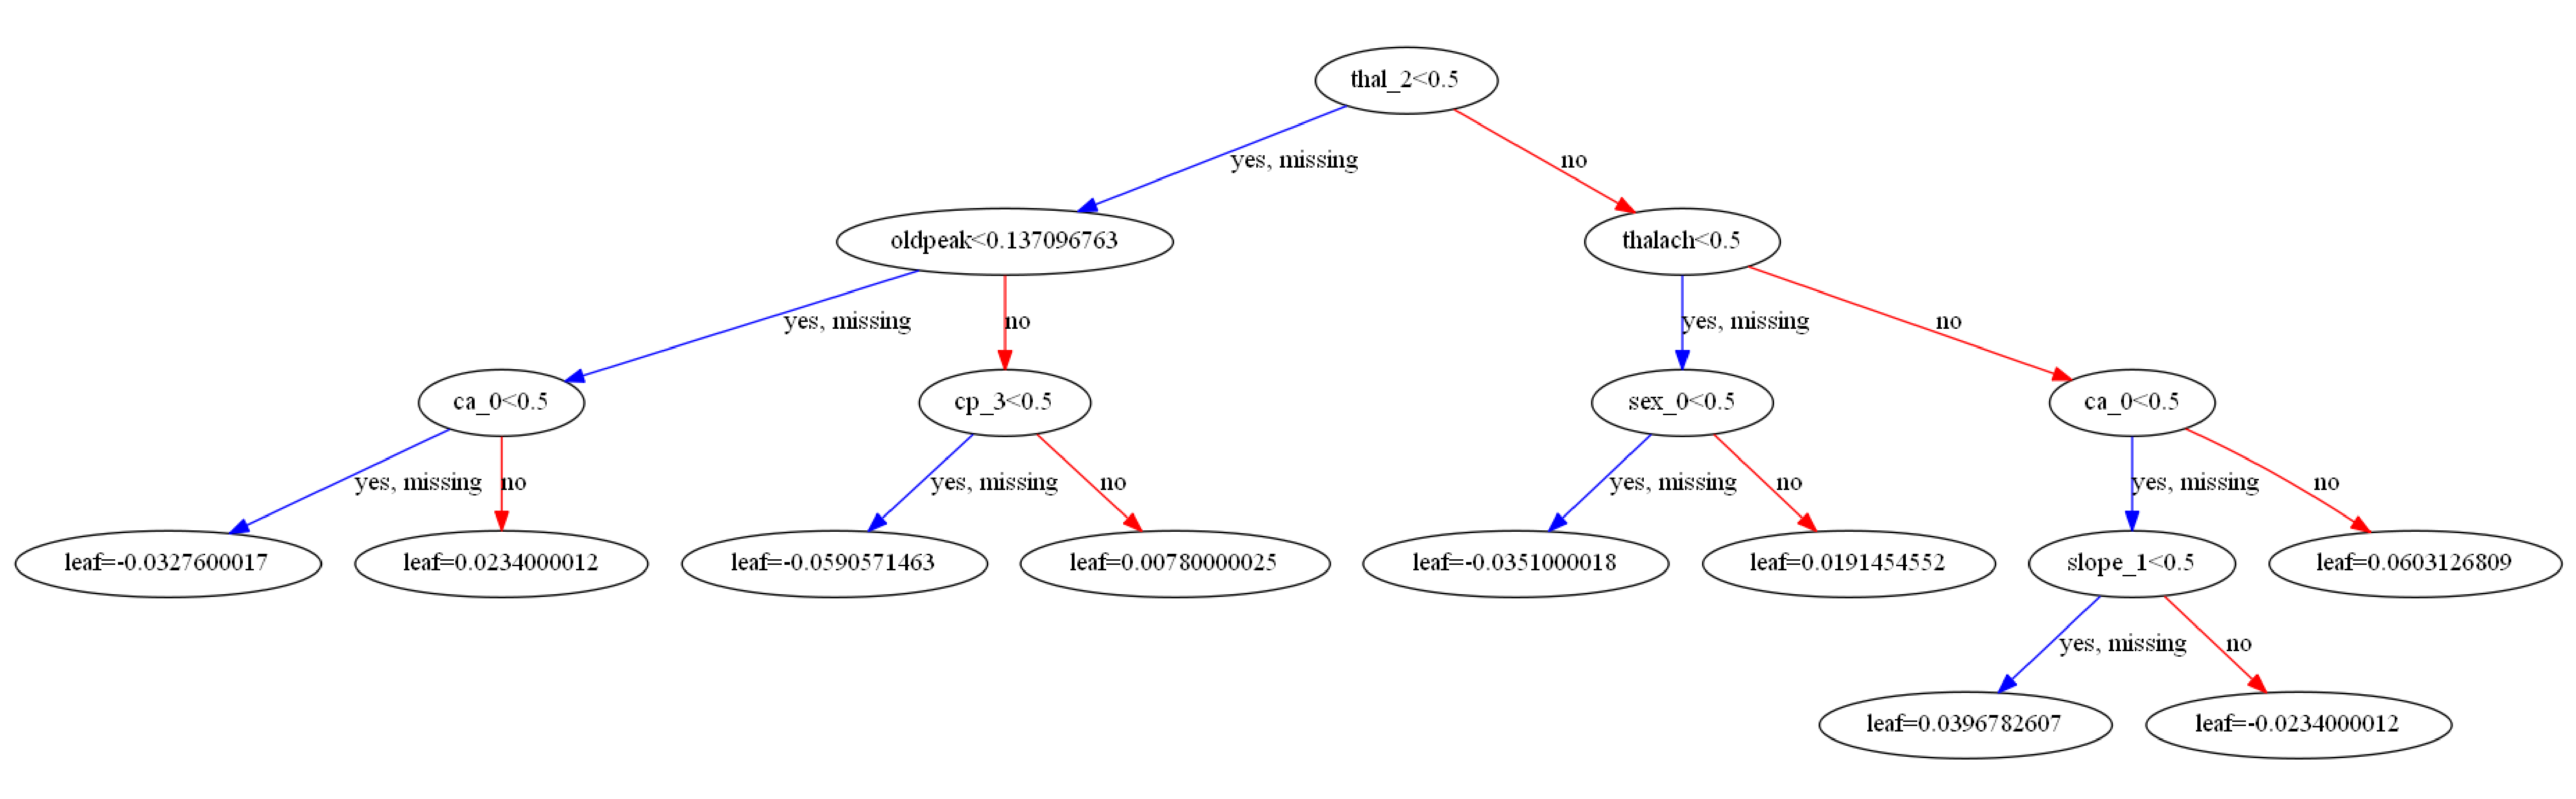 thal_2<0.5
yes, missing
no
oldpeak<0.137096763
thalach<0.5
yes, missing
no
yes, missing
no
ca_0<0.5
cp_3<0.5
sex_0<0.5
ca_0<0.5
yes, missing
no
yes, missing
no
yes, missing
no
yes, missing
no
leaf=-0.0327600017
leaf=0.0234000012
leaf=-0.0590571463
leaf=0.00780000025
leaf=-0.0351000018
leaf=0.0191454552
slope_1<0.5
leaf=0.0603126809
yes, missing
no
leaf=0.0396782607
leaf=-0.0234000012